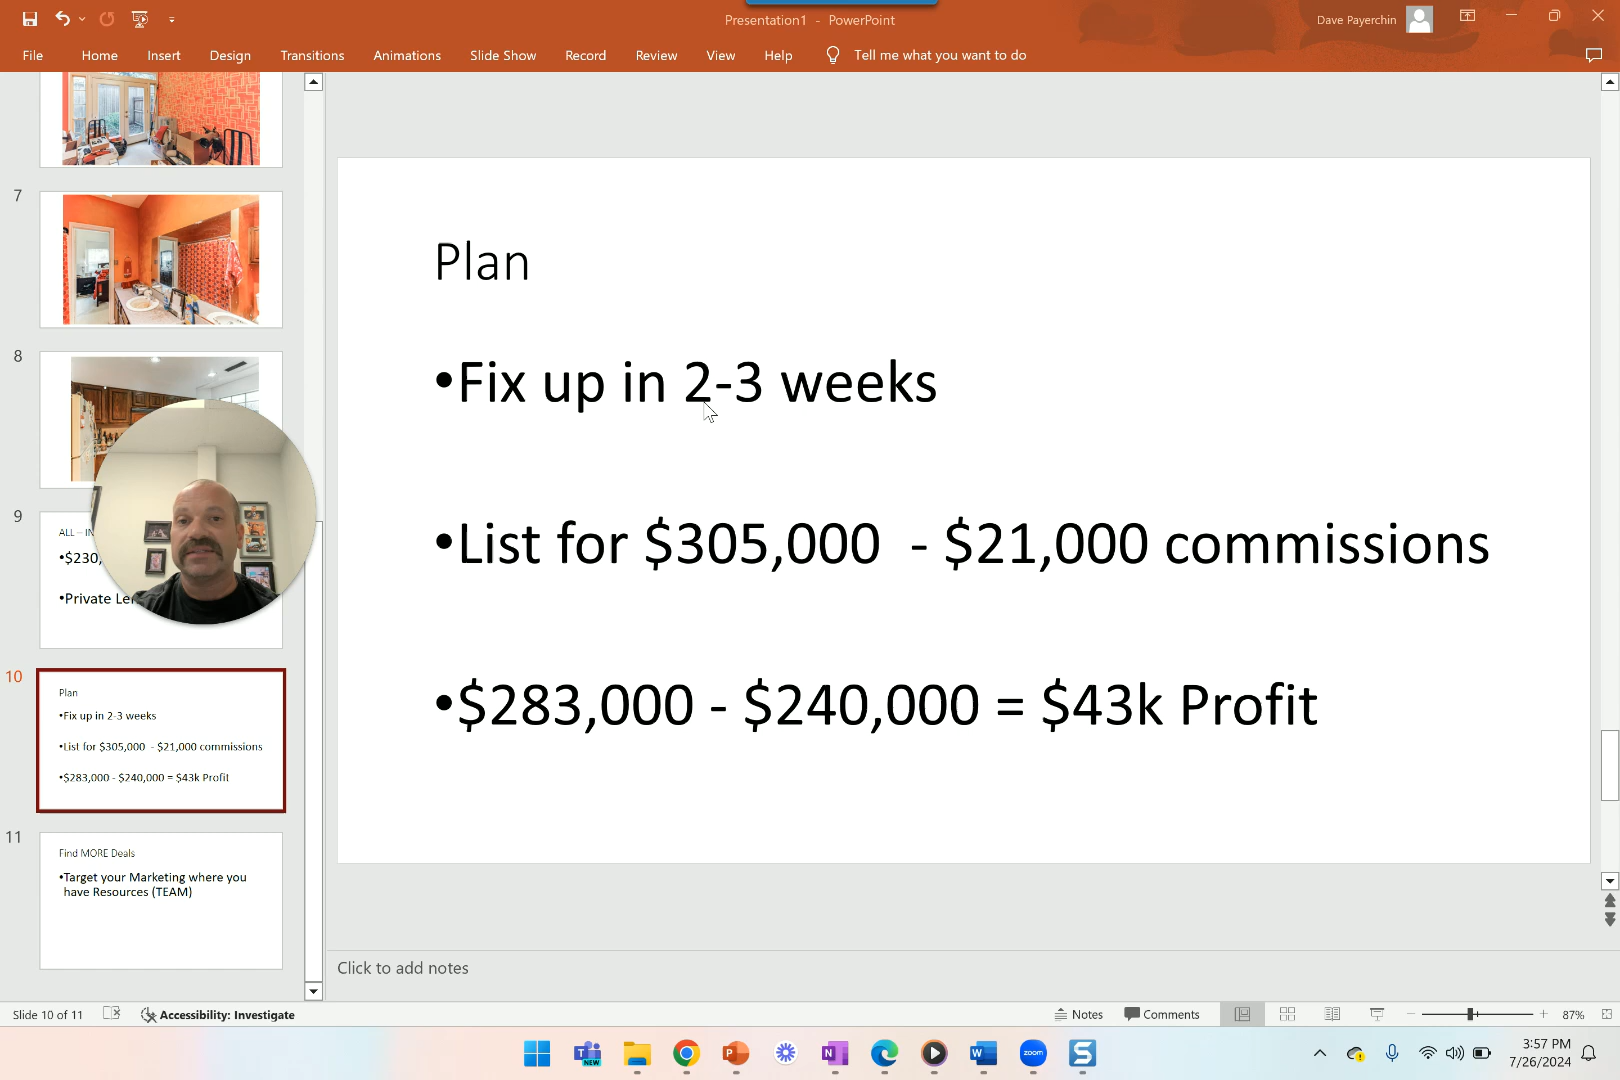 Presentation1 - PowerPoint
Dave Payerchin
File Home Insert Design Transitions Animations Slide Show Record Review View Help Tell me what you want to do
7
8
9
ALL – IN
•$230,
•Private Le
10
Plan
•Fix up in 2-3 weeks
•List for $305,000 - $21,000 commissions
•$283,000 - $240,000 = $43k Profit
11
Find MORE Deals
•Target your Marketing where you
have Resources (TEAM)
Plan
•Fix up in 2-3 weeks
•List for $305,000 - $21,000 commissions
•$283,000 - $240,000 = $43k Profit
Click to add notes
Slide 10 of 11 Accessibility: Investigate Notes Comments 87%
NEW
zoom
3:57 PM
7/26/2024